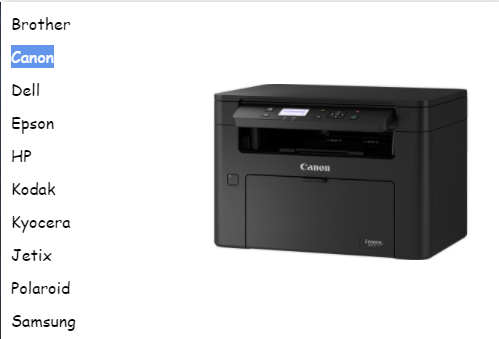 Brother
Canon
Dell
Epson
HP
Kodak
Kyocera
Jetix
Polaroid
Samsung
Canon